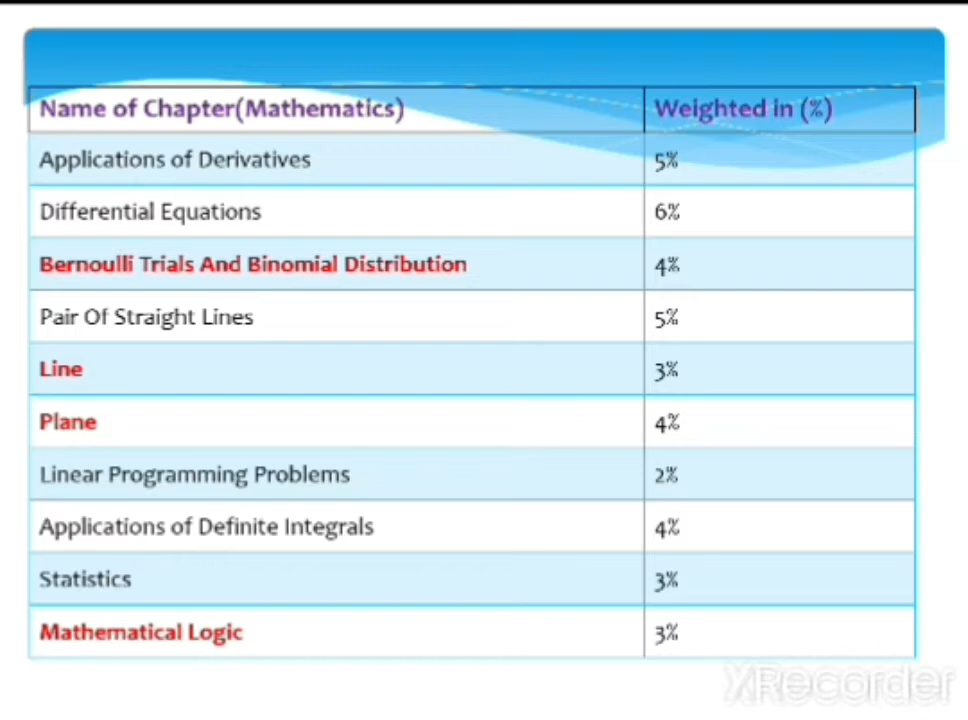 Name of Chapter(Mathematics) Weighted in (%)
Applications of Derivatives 5%
Differential Equations 6%
Bernoulli Trials And Binomial Distribution 4%
Pair Of Straight Lines 5%
Line 3%
Plane 4%
Linear Programming Problems 2%
Applications of Definite Integrals 4%
Statistics 3%
Mathematical Logic 3%
XRecorder